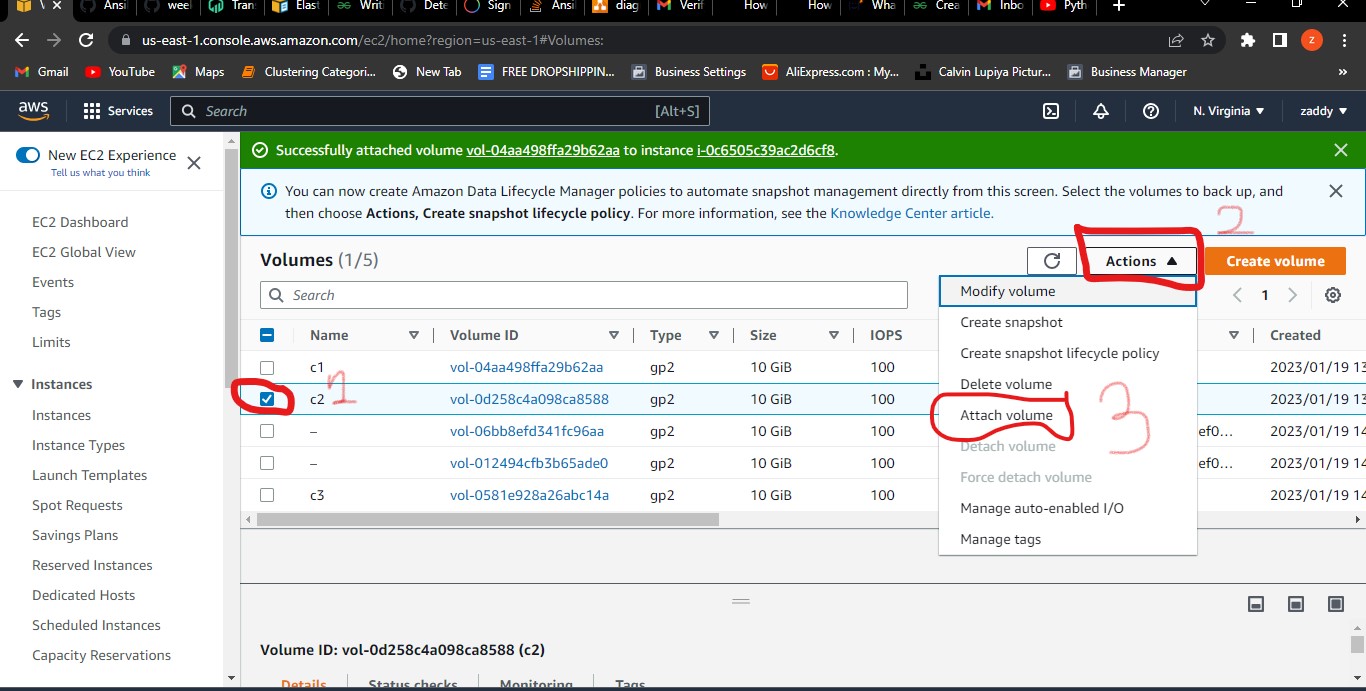 W
Ansi
week
Tran
Elast
Writ
Dete
Sign
Ansi
diag
Verif
How
How
Wha
Crea
Inbo
Pyth
us-east-1.console.aws.amazon.com/ec2/home?region=us-east-1#Volumes:
Z
Gmail YouTube Maps Clustering Categori... New Tab FREE DROPSHIPPIN... Business Settings AliExpress.com : My... Calvin Lupiya Pictur... Business Manager »
aws Services Search [Alt+S] N. Virginia zaddy
New EC2 Experience
Tell us what you think
EC2 Dashboard
EC2 Global View
Events
Tags
Limits
Instances
Instances
Instance Types
Launch Templates
Spot Requests
Savings Plans
Reserved Instances
Dedicated Hosts
Scheduled Instances
Capacity Reservations
Successfully attached volume vol-04aa498ffa29b62aa to instance i-0c6505c39ac2d6cf8.
You can now create Amazon Data Lifecycle Manager policies to automate snapshot management directly from this screen. Select the volumes to back up, and
then choose Actions, Create snapshot lifecycle policy. For more information, see the Knowledge Center article.
2
Volumes (1/5) Actions Create volume
Search 1
Name Volume ID Type Size IOPS Created
c1 vol-04aa498ffa29b62aa gp2 10 GiB 100 2023/01/19 13
c2 1 vol-0d258c4a098ca8588 gp2 10 GiB 100 2023/01/19 13
– vol-06bb8efd341fc96aa gp2 10 GiB 100 ef0... 2023/01/19 14
– vol-012494cfb3b65ade0 gp2 10 GiB 100 ef0... 2023/01/19 14
c3 vol-0581e928a26abc14a gp2 10 GiB 100 2023/01/19 14
Modify volume
Create snapshot
Create snapshot lifecycle policy
Delete volume
Attach volume 3
Detach volume
Force detach volume
Manage auto-enabled I/O
Manage tags
Volume ID: vol-0d258c4a098ca8588 (c2)
Details Status checks Monitoring Tags